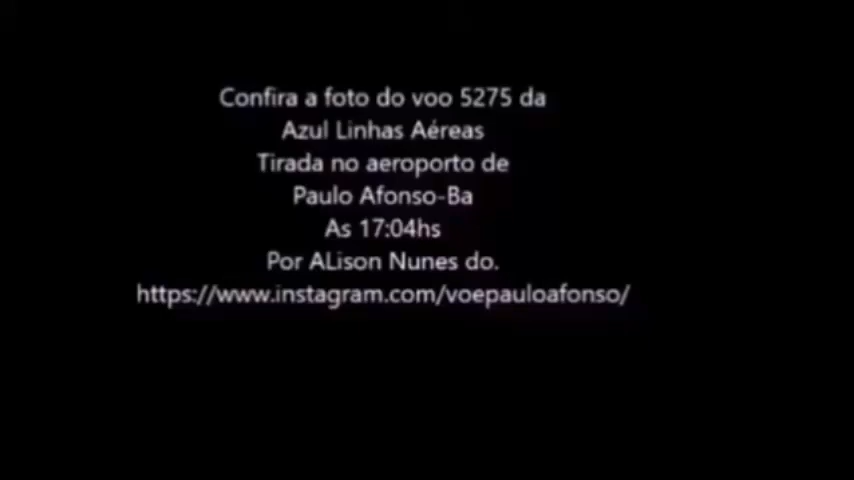 Confira a foto do voo 5275 da
Azul Linhas Aéreas
Tirada no aeroporto de
Paulo Afonso-Ba
As 17:04hs
Por ALison Nunes do.
https://www.instagram.com/voepauloafonso/